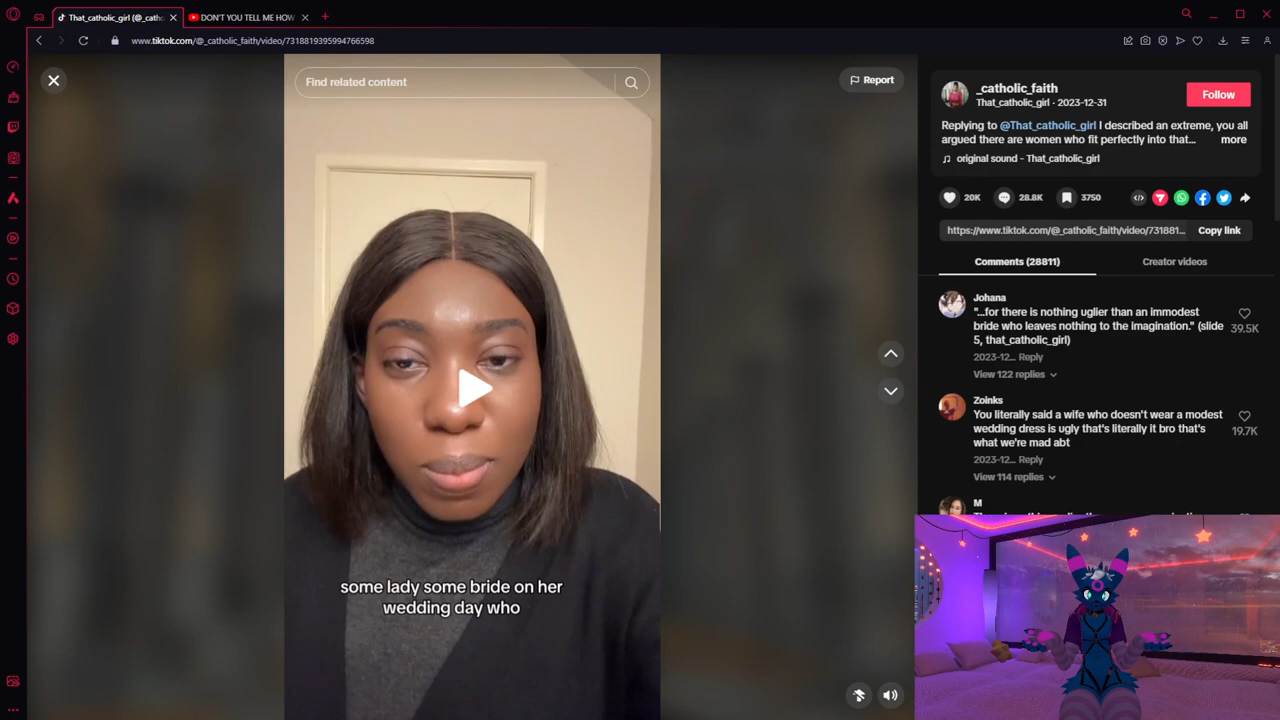 That_catholic_girl (@_cath
DON'T YOU TELL ME HOW
www.tiktok.com/@_catholic_faith/video/7318819395994766598
Find related content
Report
some lady some bride on her
wedding day who
_catholic_faith
That_catholic_girl · 2023-12-31
Follow
Replying to @That_catholic_girl I described an extreme, you all
argued there are women who fit perfectly into that... more
original sound - That_catholic_girl
20K
28.8K
3750
https://www.tiktok.com/@_catholic_faith/video/731881...
Copy link
Comments (28811)
Creator videos
Johana
"...for there is nothing uglier than an immodest
bride who leaves nothing to the imagination." (slide
5, that_catholic_girl)
39.5K
2023-12... Reply
View 122 replies
Zoinks
You literally said a wife who doesn't wear a modest
wedding dress is ugly that's literally it bro that's
what we're mad abt
19.7K
2023-12... Reply
View 114 replies
M